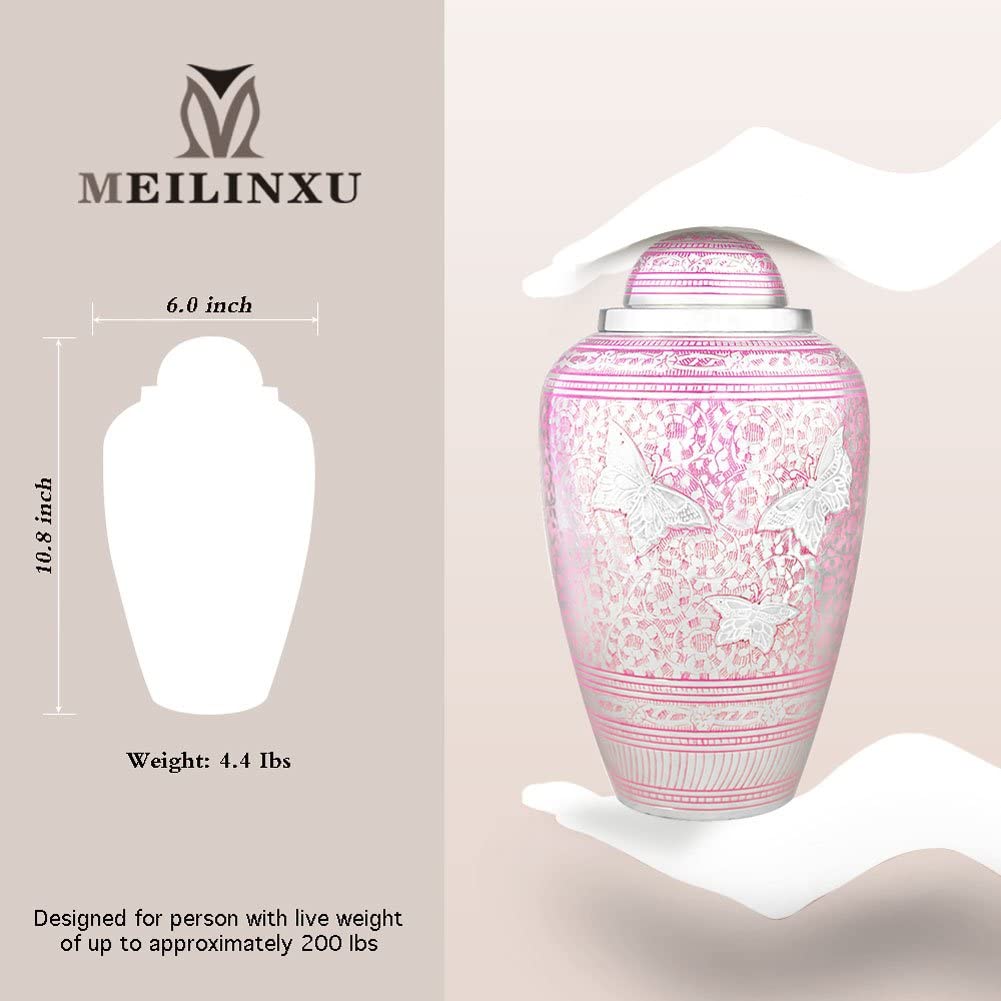 MEILINXU
6.0 inch
10.8 inch
Weight: 4.4 Ibs
Designed for person with live weight
of up to approximately 200 lbs